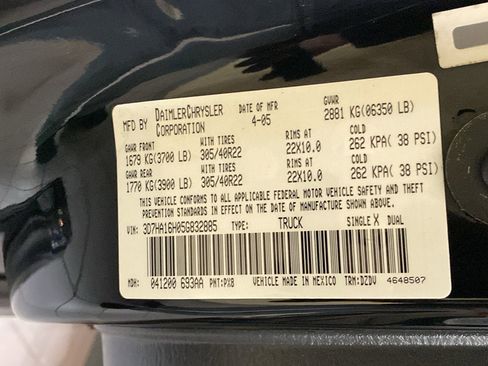 MFD BY DAIMLERCHRYSLER CORPORATION DATE OF MFR 4-05 GVWR 2881 KG(06350 LB)
GAWR FRONT WITH TIRES RIMS AT COLD
1679 KG(3700 LB) 305/40R22 22X10.0 262 KPA( 38 PSI)
GAWR REAR WITH TIRES RIMS AT COLD
1770 KG(3900 LB) 305/40R22 22X10.0 262 KPA( 38 PSI)
THIS VEHICLE CONFORMS TO ALL APPLICABLE FEDERAL MOTOR VEHICLE SAFETY AND THEFT
PREVENTION STANDARDS IN EFFECT ON THE DATE OF MANUFACTURE SHOWN ABOVE.
VIN: 3D7HA16H05G832885 TYPE: TRUCK SINGLE X DUAL
MDH: 041200 693AA PNT:PX8 VEHICLE MADE IN MEXICO TRM:DZDV 4648507